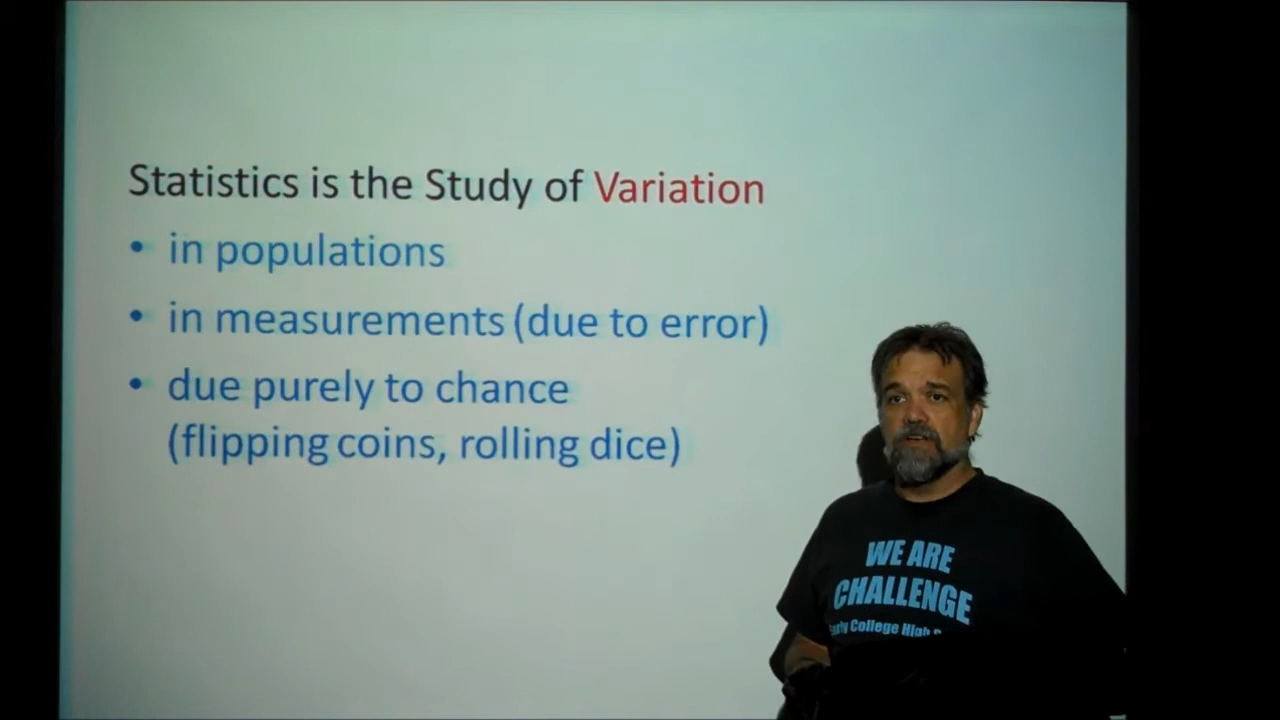 Statistics is the Study of Variation
• in populations
• in measurements (due to error)
• due purely to chance
(flipping coins, rolling dice)
WE ARE
CHALLENGE
College High